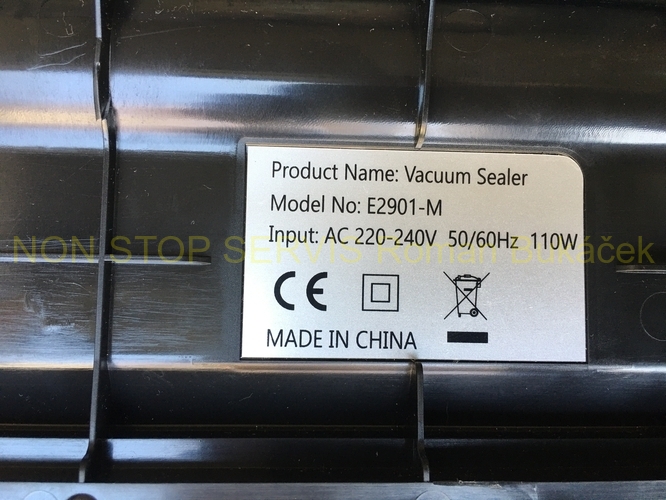 Product Name: Vacuum Sealer
Model No: E2901-M
Input: AC 220-240V 50/60Hz 110W
NON STOP SERVIS Roman Bukáček
CE
MADE IN CHINA